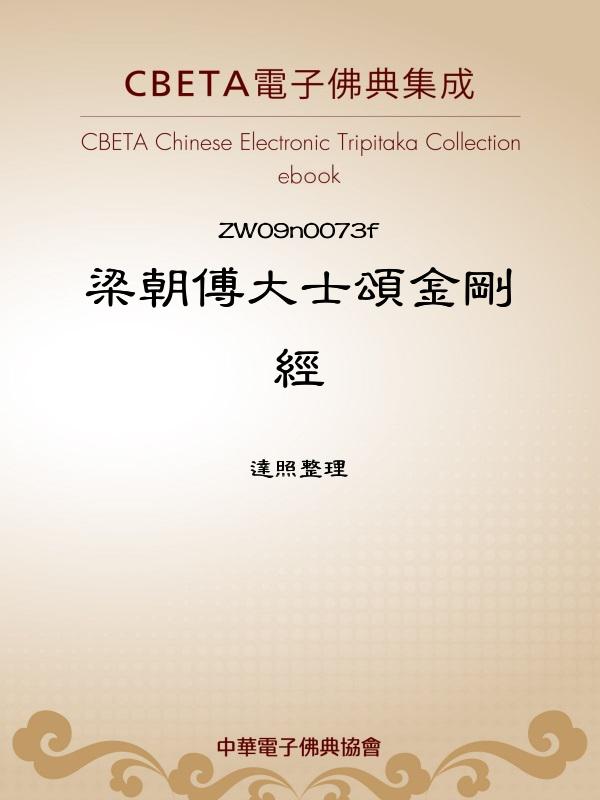 CBETA電子佛典集成
CBETA Chinese Electronic Tripitaka Collection
ebook
ZW09n0073f
梁朝傅大士頌金剛
經
達照整理
中華電子佛典協會